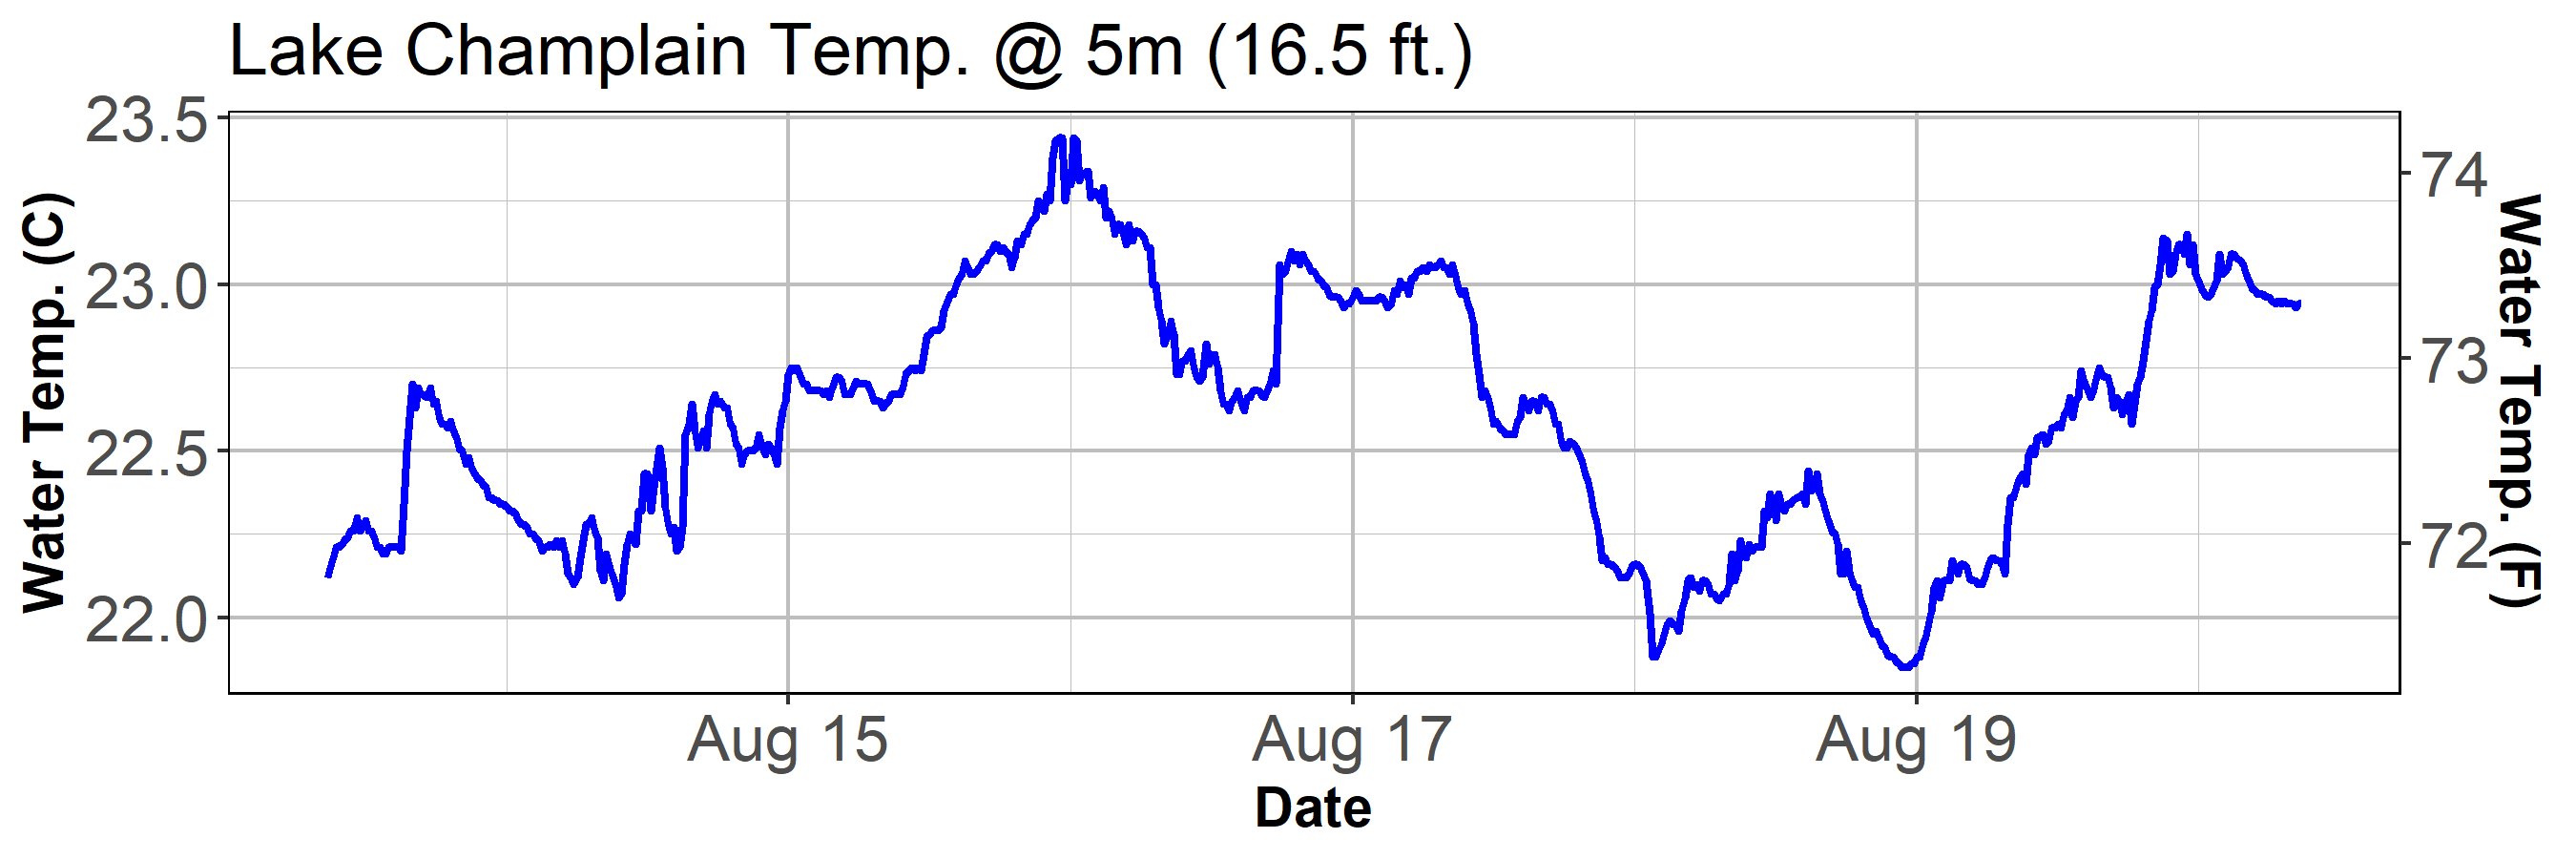 Lake Champlain Temp. @ 5m (16.5 ft.)
Water Temp. (C)
23.5
23.0
22.5
22.0
74
73
72
Water Temp. (F)
Aug 15
Aug 17
Aug 19
Date